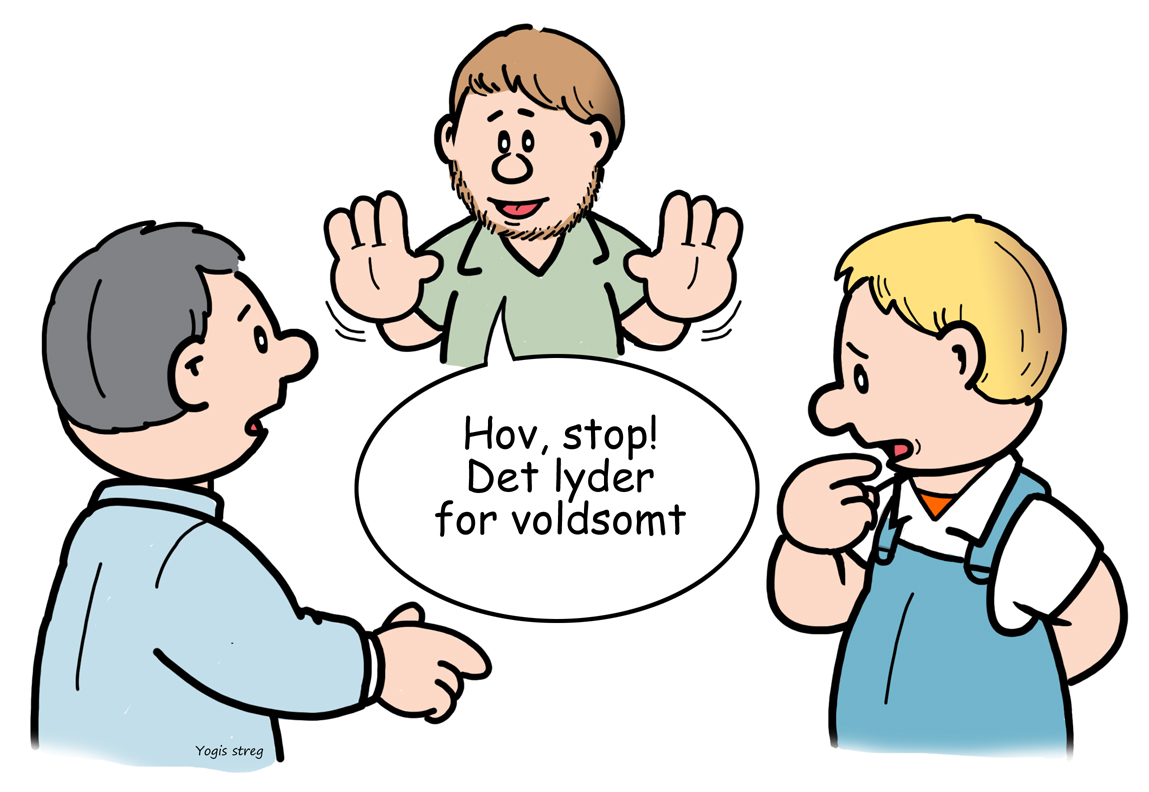 Hov, stop!
Det lyder
for voldsomt
Yogis streg